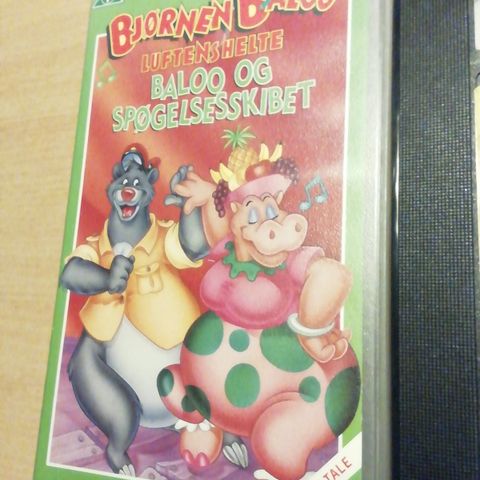 BJØRNEN BALOO
LUFTENS HELTE
BALOO OG
SPØGELSESSKIBET
TALE